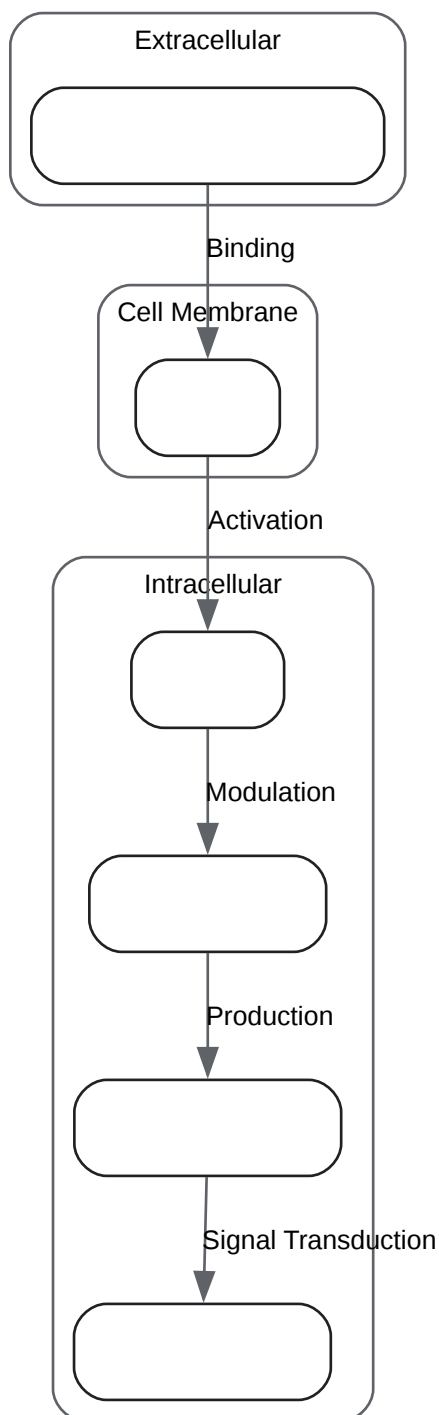 Extracellular
Binding
Cell Membrane
Activation
Intracellular
Modulation
Production
Signal Transduction